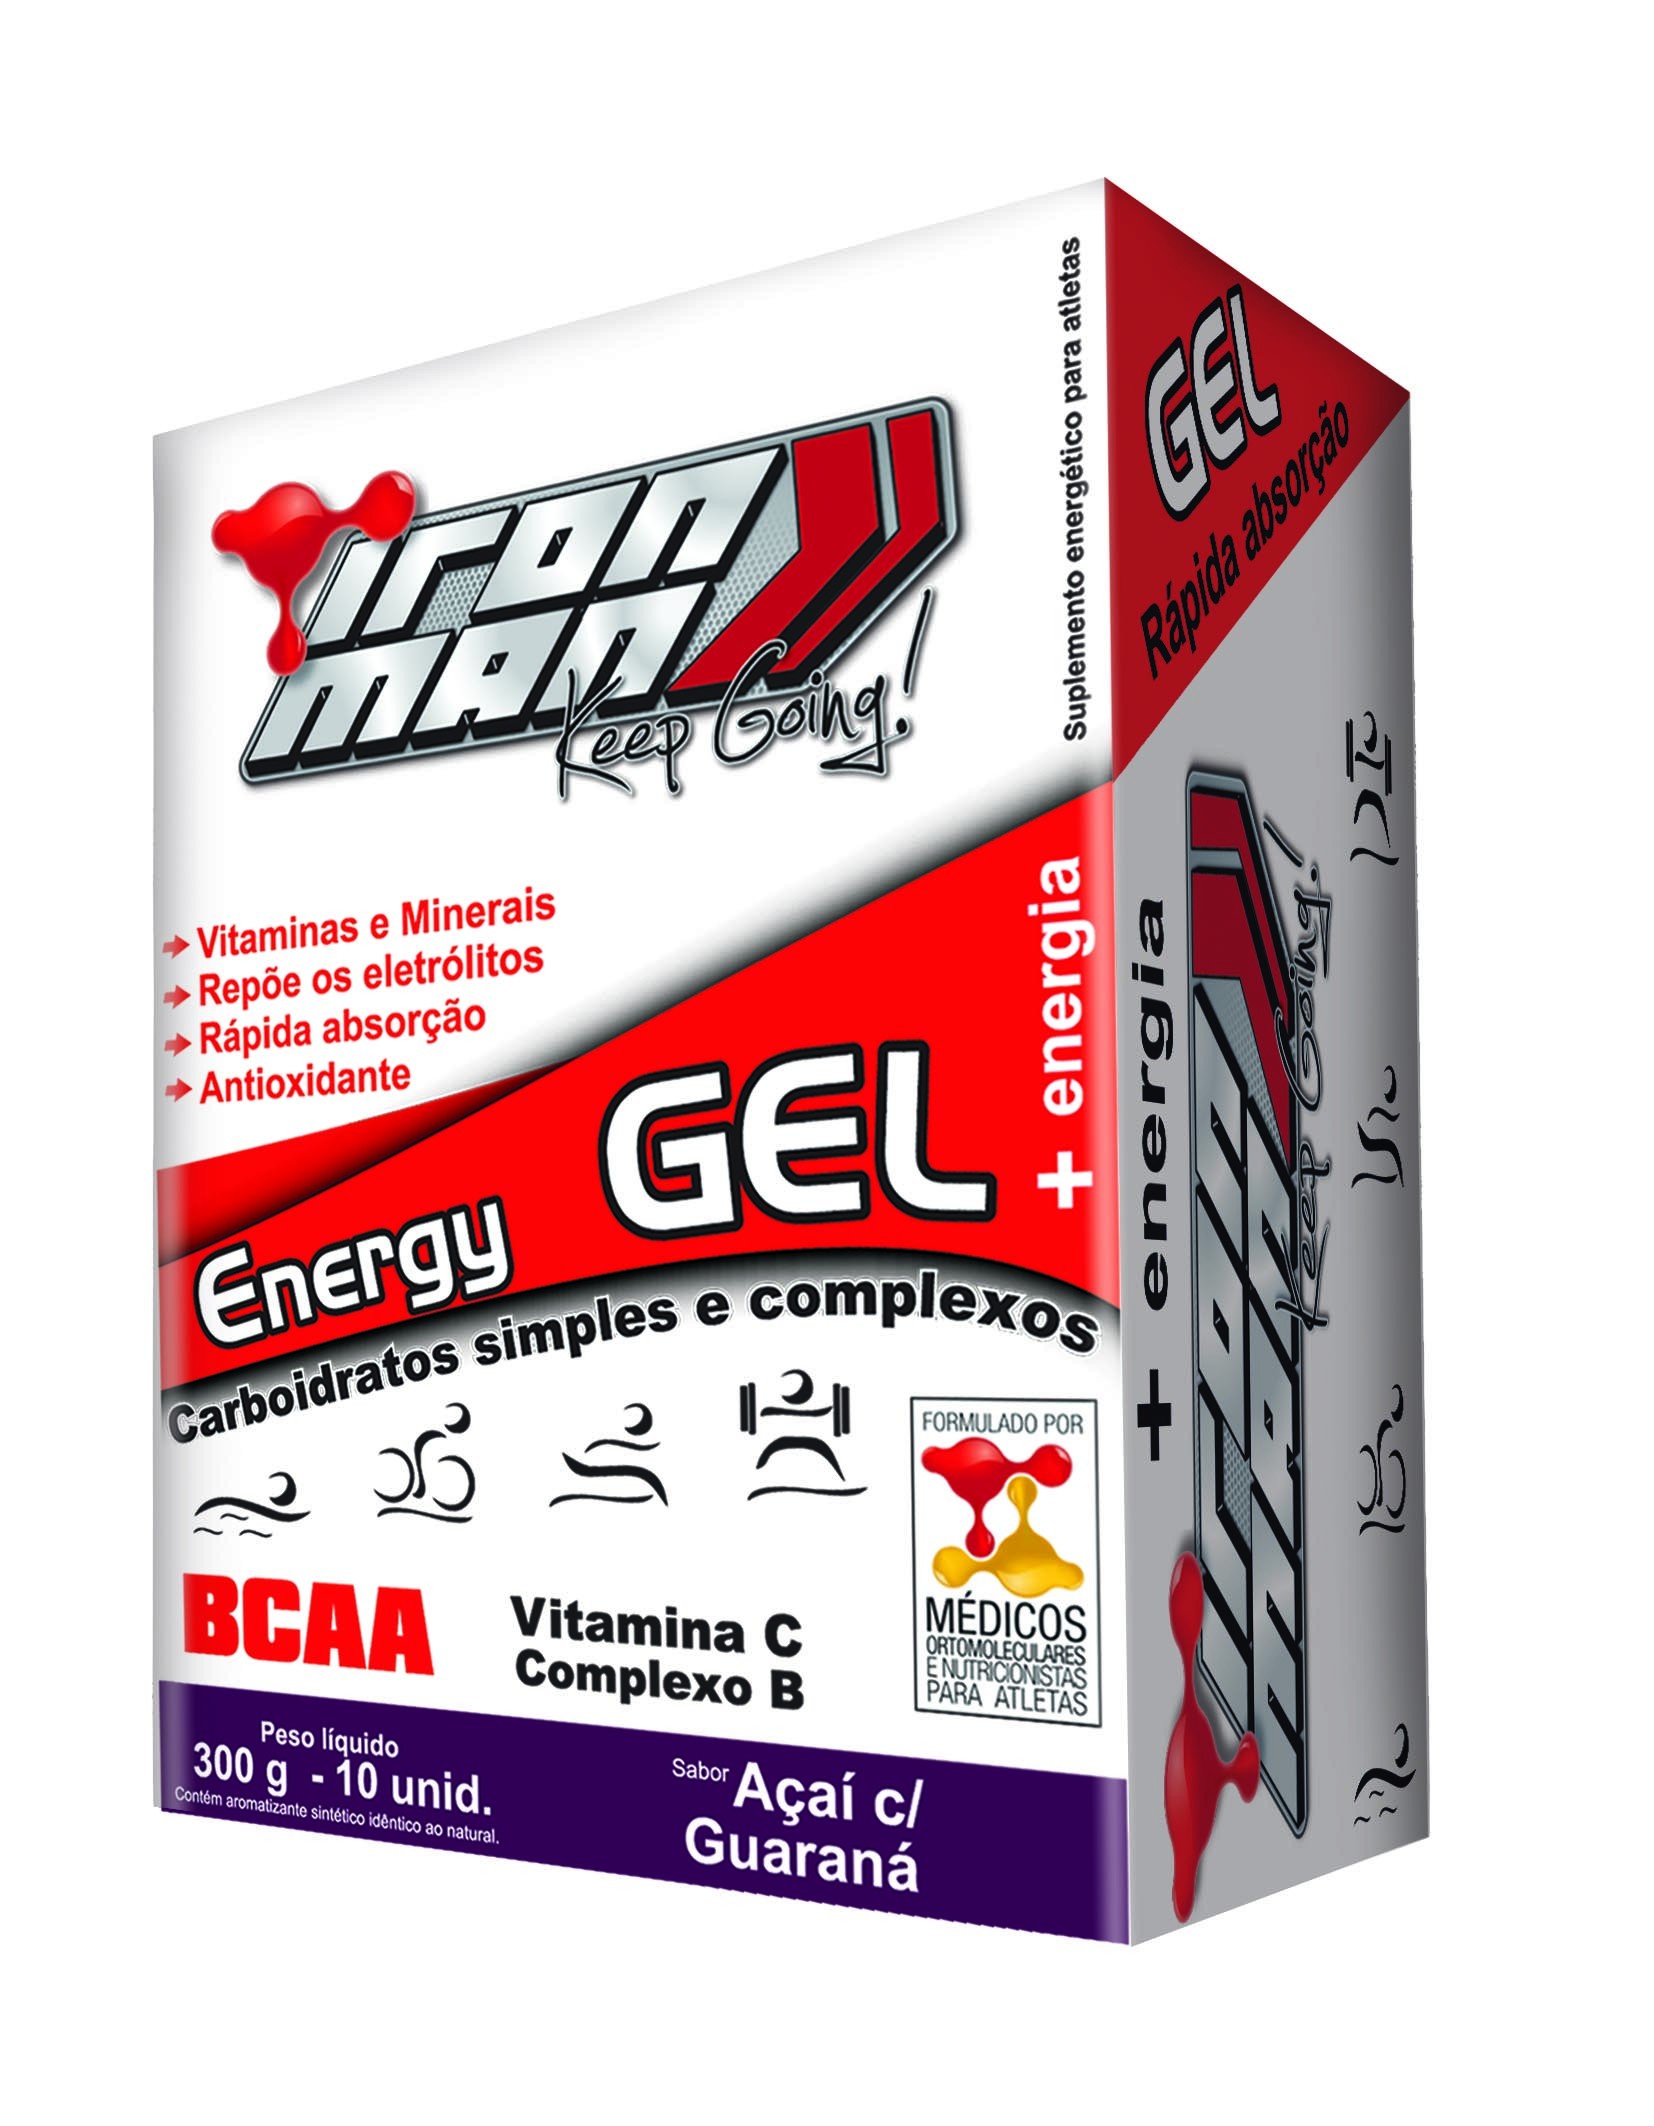 Suplemento energético para atletas
IRON
MAN
Keep Going!
Vitaminas e Minerais
Repõe os eletrólitos
Rápida absorção
Antioxidante
+ energia
Energy GEL
Carboidratos simples e complexos
BCAA
Vitamina C
Complexo B
FORMULADO POR
MÉDICOS
ORTOMOLECULARES
E NUTRICIONISTAS
PARA ATLETAS
Peso líquido
300 g - 10 unid.
Contém aromatizante sintético idêntico ao natural.
Sabor Açaí c/
Guaraná
GEL
Rápida absorção
+ energia
IRON
MAN
Keep Going!